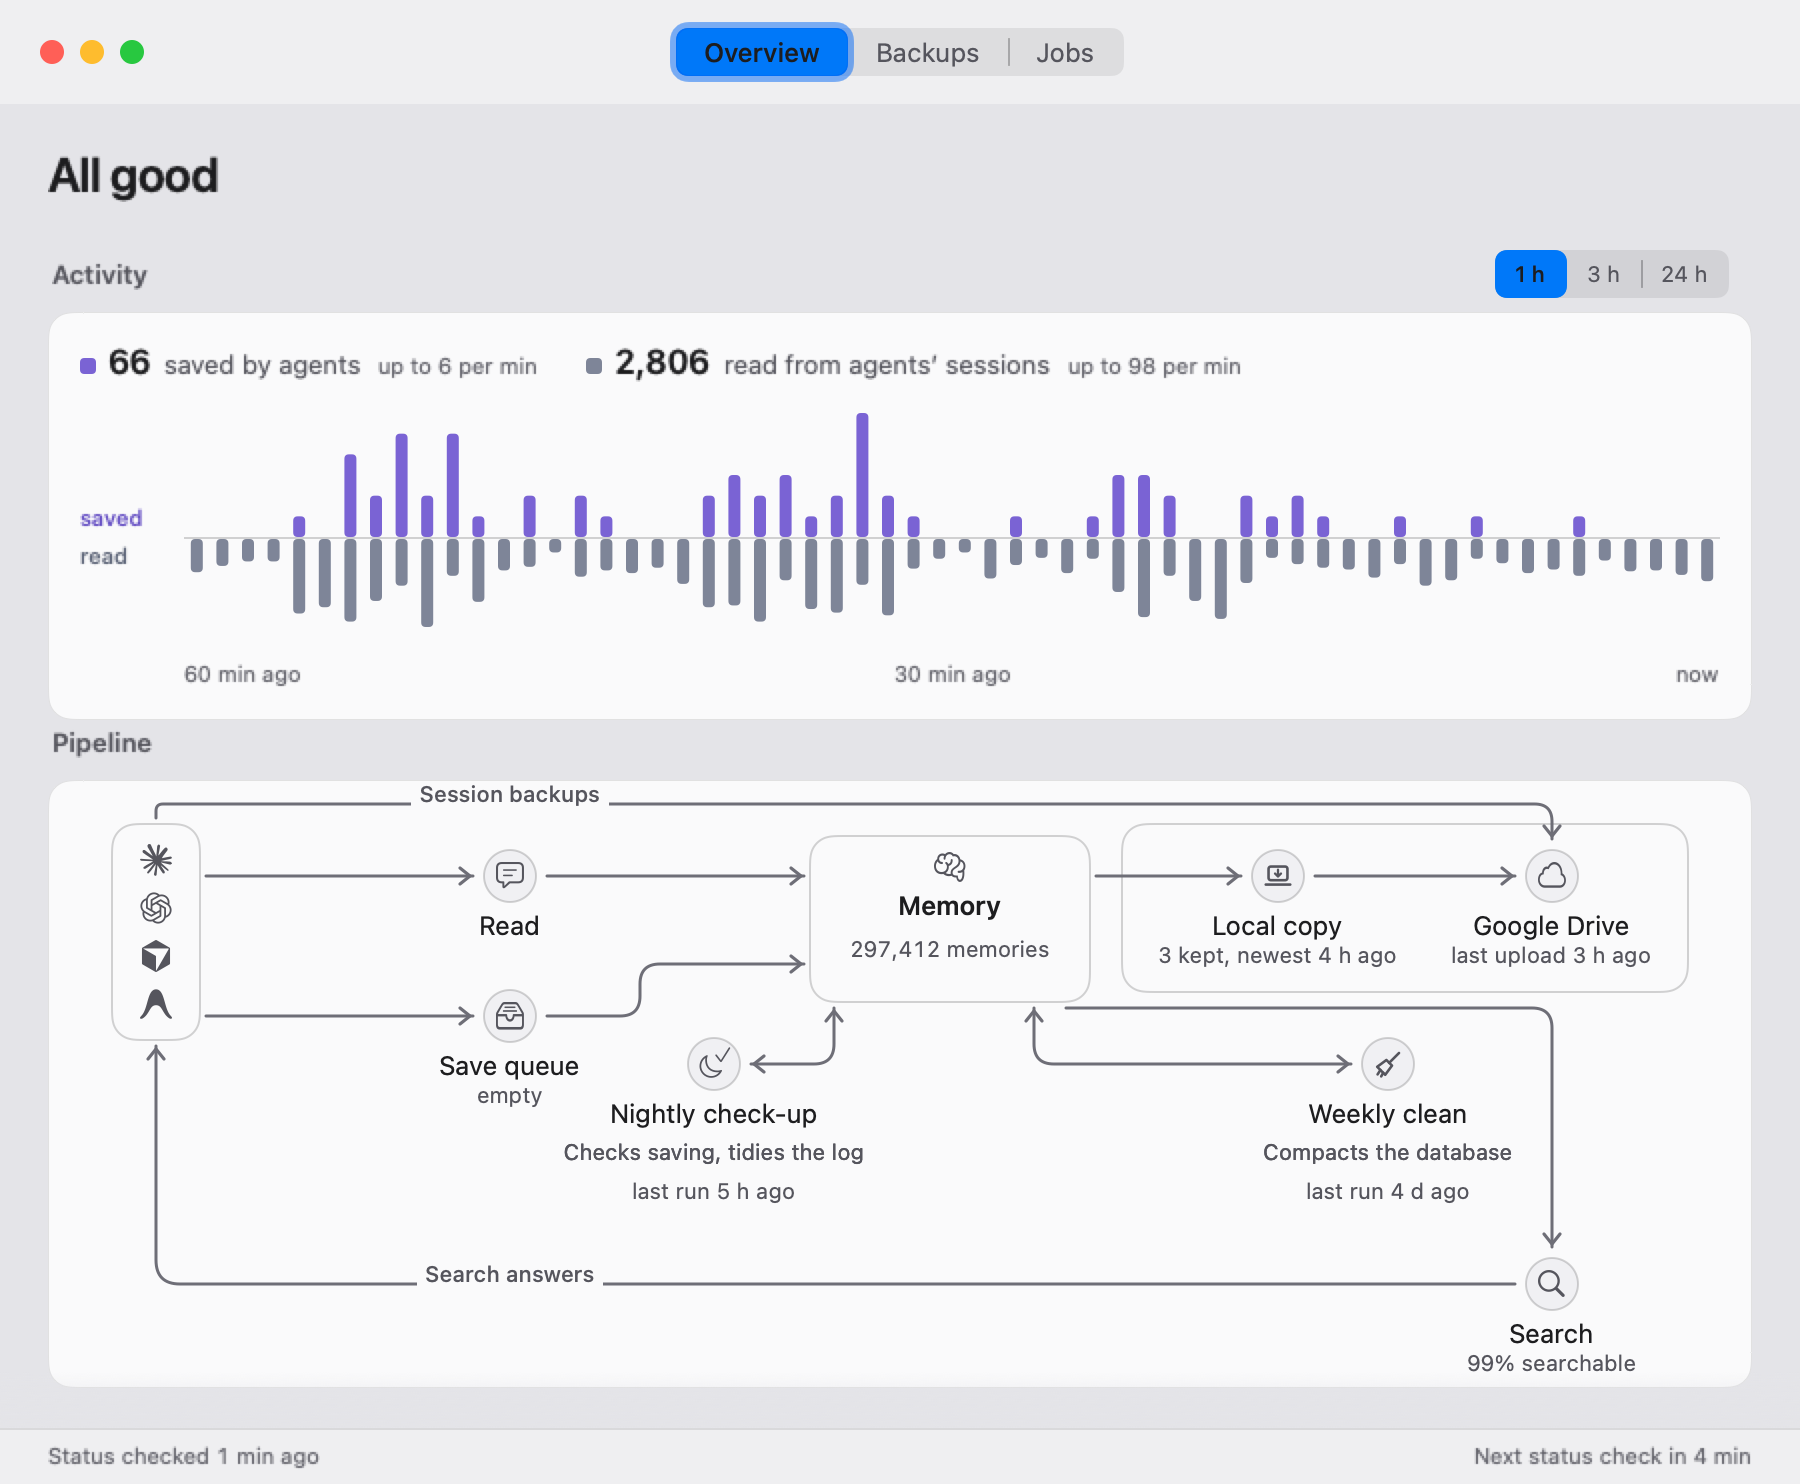 Overview Backups Jobs
All good
Activity
1 h 3 h 24 h
66 saved by agents up to 6 per min 2,806 read from agents’ sessions up to 98 per min
saved
read
60 min ago 30 min ago now
Pipeline
Session backups
Read
Memory
297,412 memories
Local copy
3 kept, newest 4 h ago
Google Drive
last upload 3 h ago
Save queue
empty
Nightly check-up
Checks saving, tidies the log
last run 5 h ago
Weekly clean
Compacts the database
last run 4 d ago
Search answers
Search
99% searchable
Status checked 1 min ago Next status check in 4 min